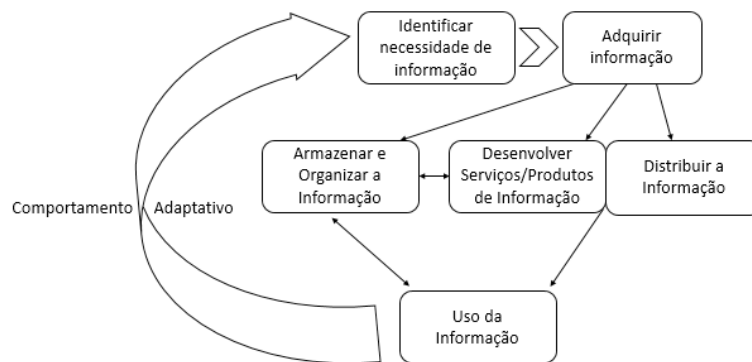 Identificar
necessidade de
informação
Adquirir
informação
Armazenar e
Organizar a
Informação
Desenvolver
Serviços/Produtos
de Informação
Distribuir a
Informação
Comportamento Adaptativo
Uso da
Informação